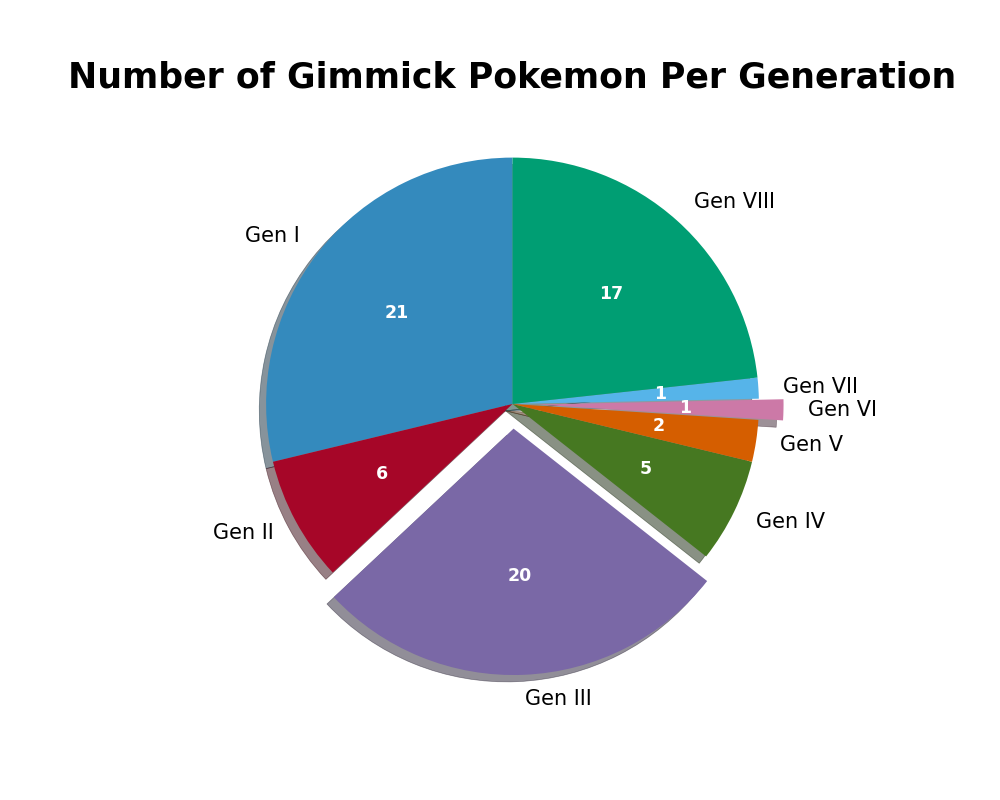 Number of Gimmick Pokemon Per Generation
Gen VIII
Gen I
17
21
Gen VII
1
Gen VI
1
2
Gen V
5
6
Gen IV
Gen II
20
Gen III